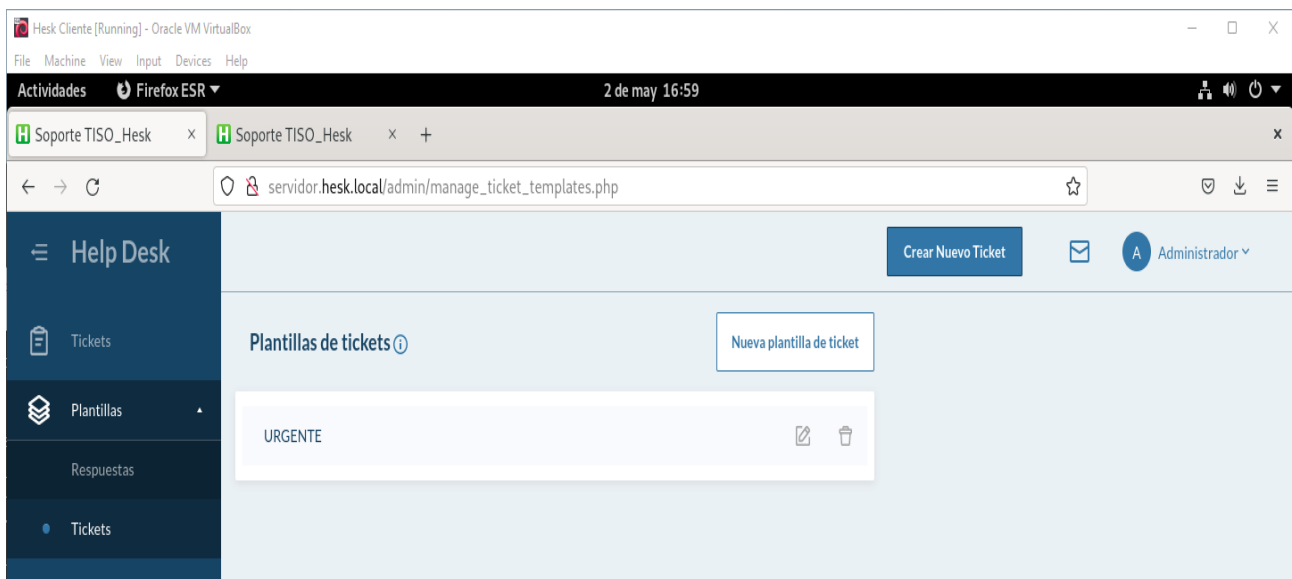 Hesk Cliente [Running] - Oracle VM VirtualBox
File Machine View Input Devices Help
Actividades Firefox ESR 2 de may 16:59
Soporte TISO_Hesk Soporte TISO_Hesk
servidor.hesk.local/admin/manage_ticket_templates.php
Help Desk Crear Nuevo Ticket A Administrador
Tickets
Plantillas de tickets Nueva plantilla de ticket
Plantillas
URGENTE
Respuestas
Tickets